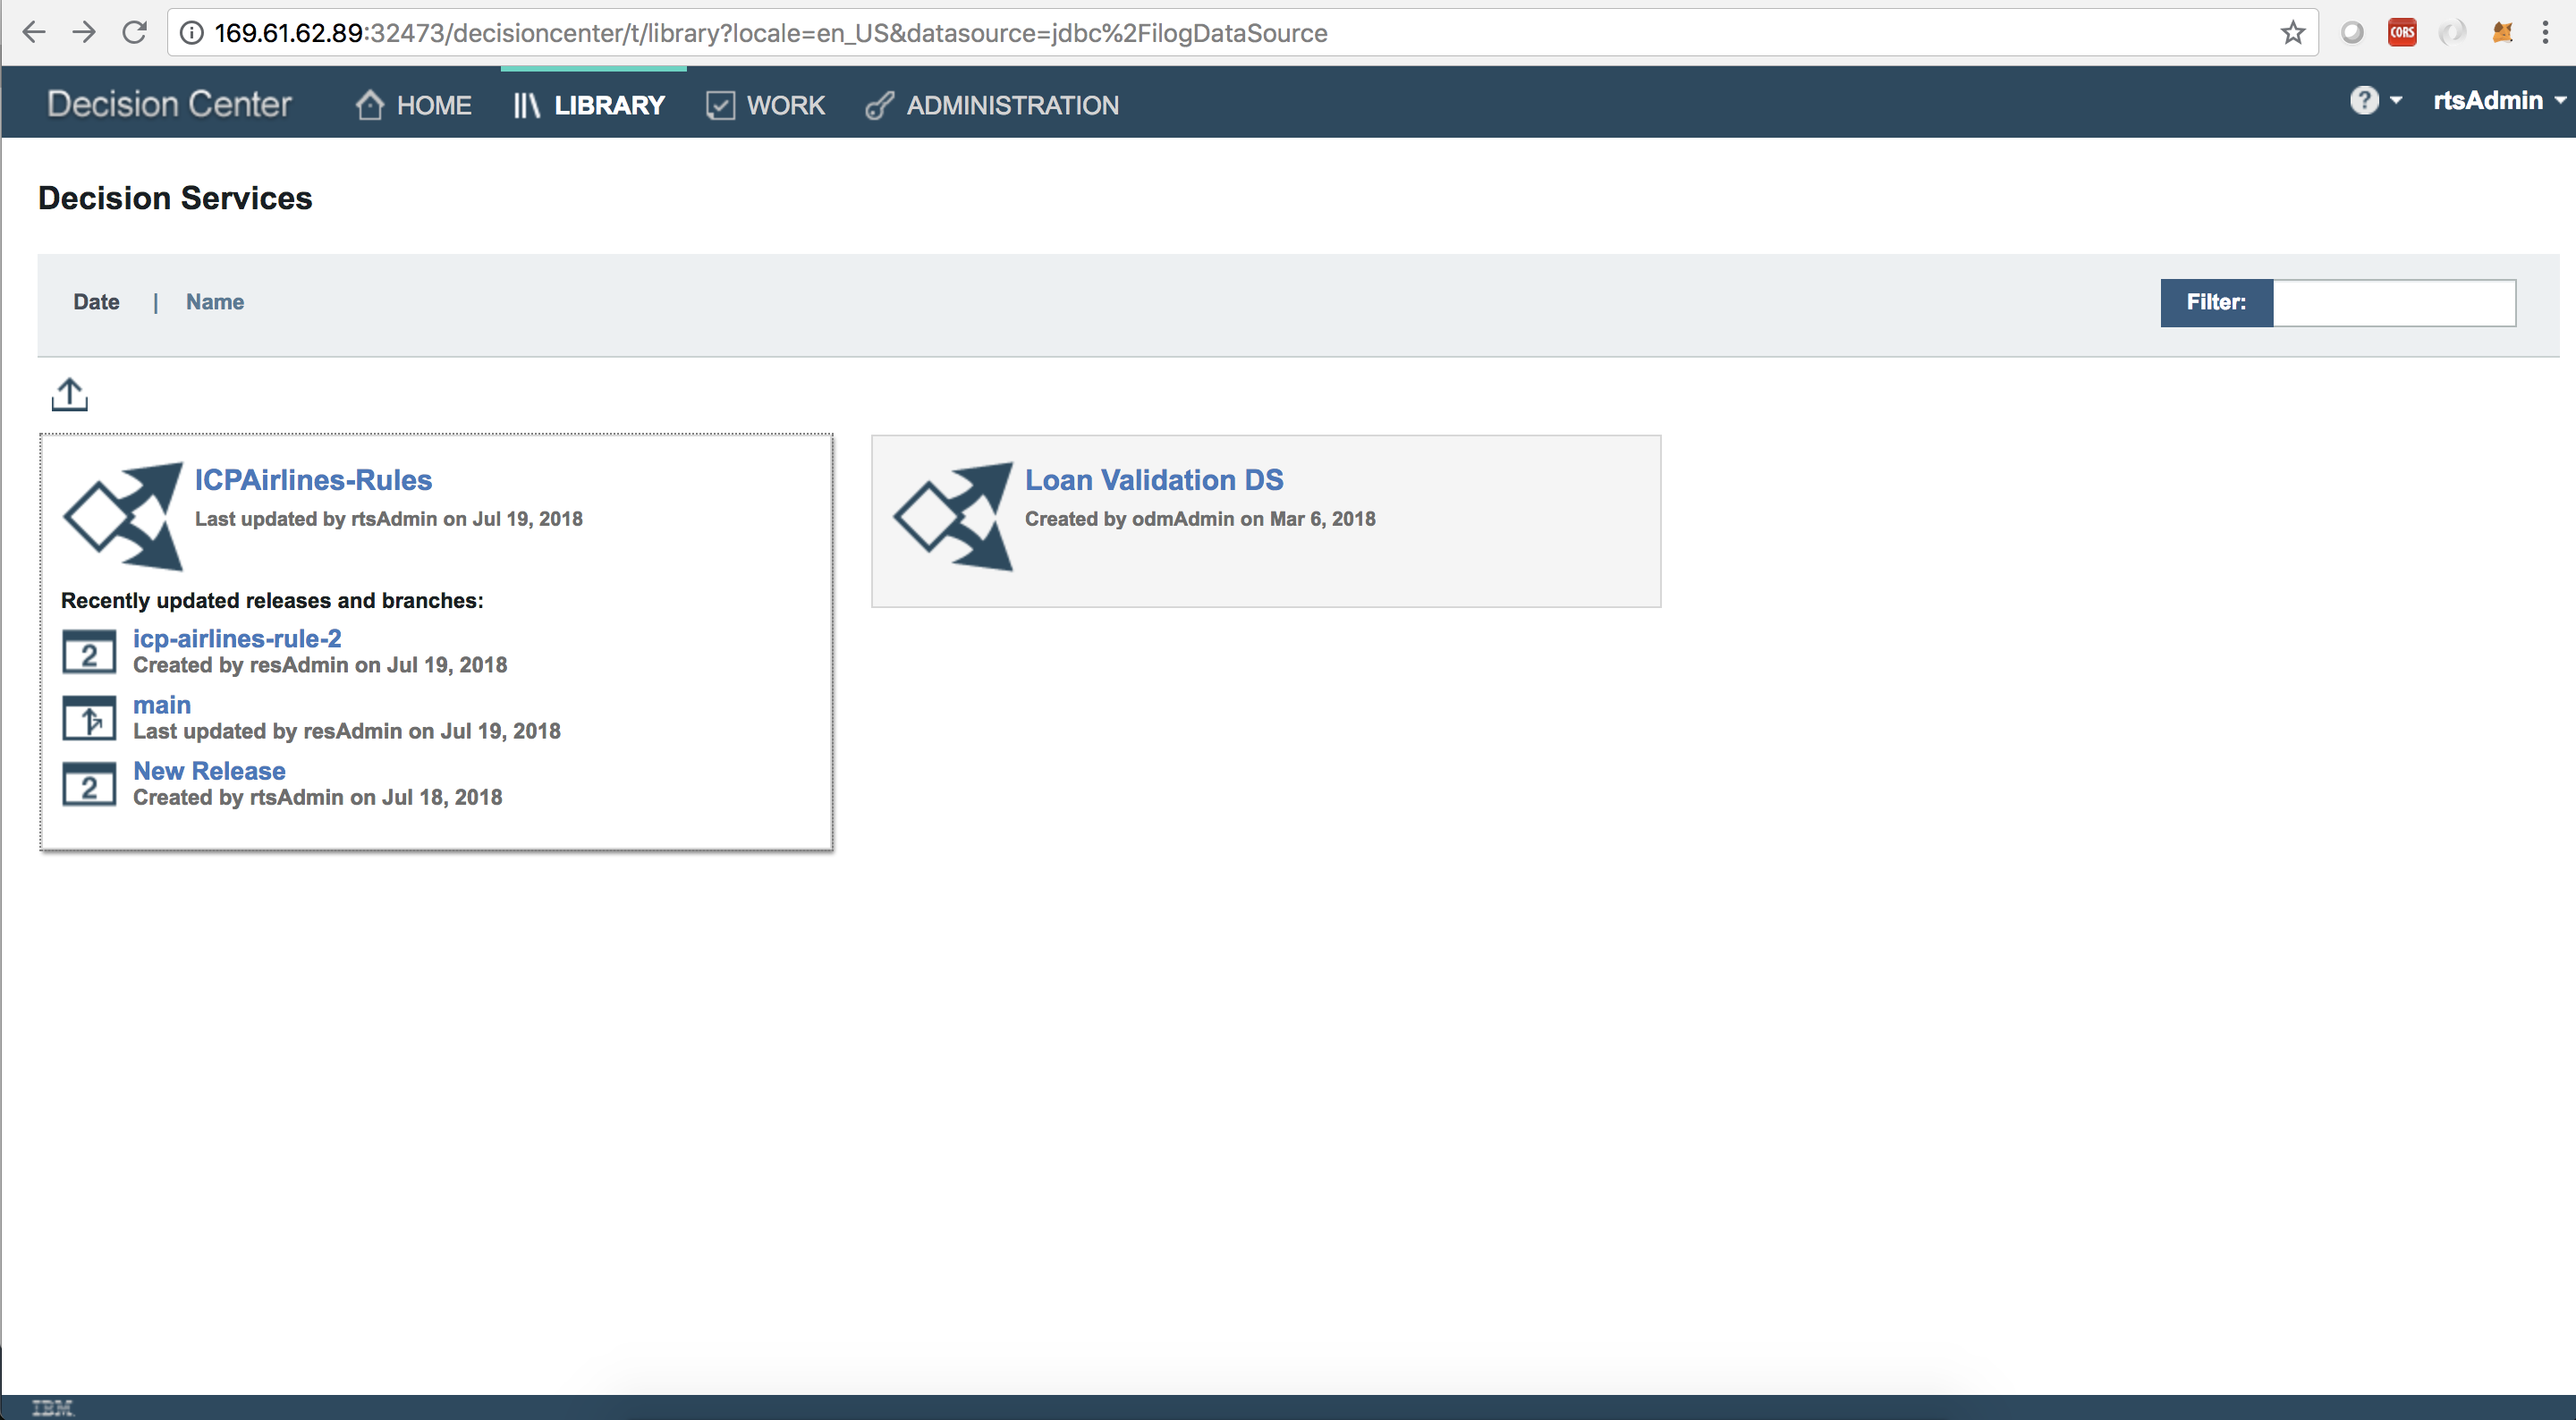 169.61.62.89:32473/decisioncenter/t/library?locale=en_US&datasource=jdbc%2FilogDataSource
CORS
Decision Center HOME LIBRARY WORK ADMINISTRATION ? rtsAdmin
Decision Services
Date | Name Filter:
ICPAirlines-Rules
Last updated by rtsAdmin on Jul 19, 2018
Recently updated releases and branches:
2 icp-airlines-rule-2
Created by resAdmin on Jul 19, 2018
main
Last updated by resAdmin on Jul 19, 2018
2 New Release
Created by rtsAdmin on Jul 18, 2018
Loan Validation DS
Created by odmAdmin on Mar 6, 2018
IBM